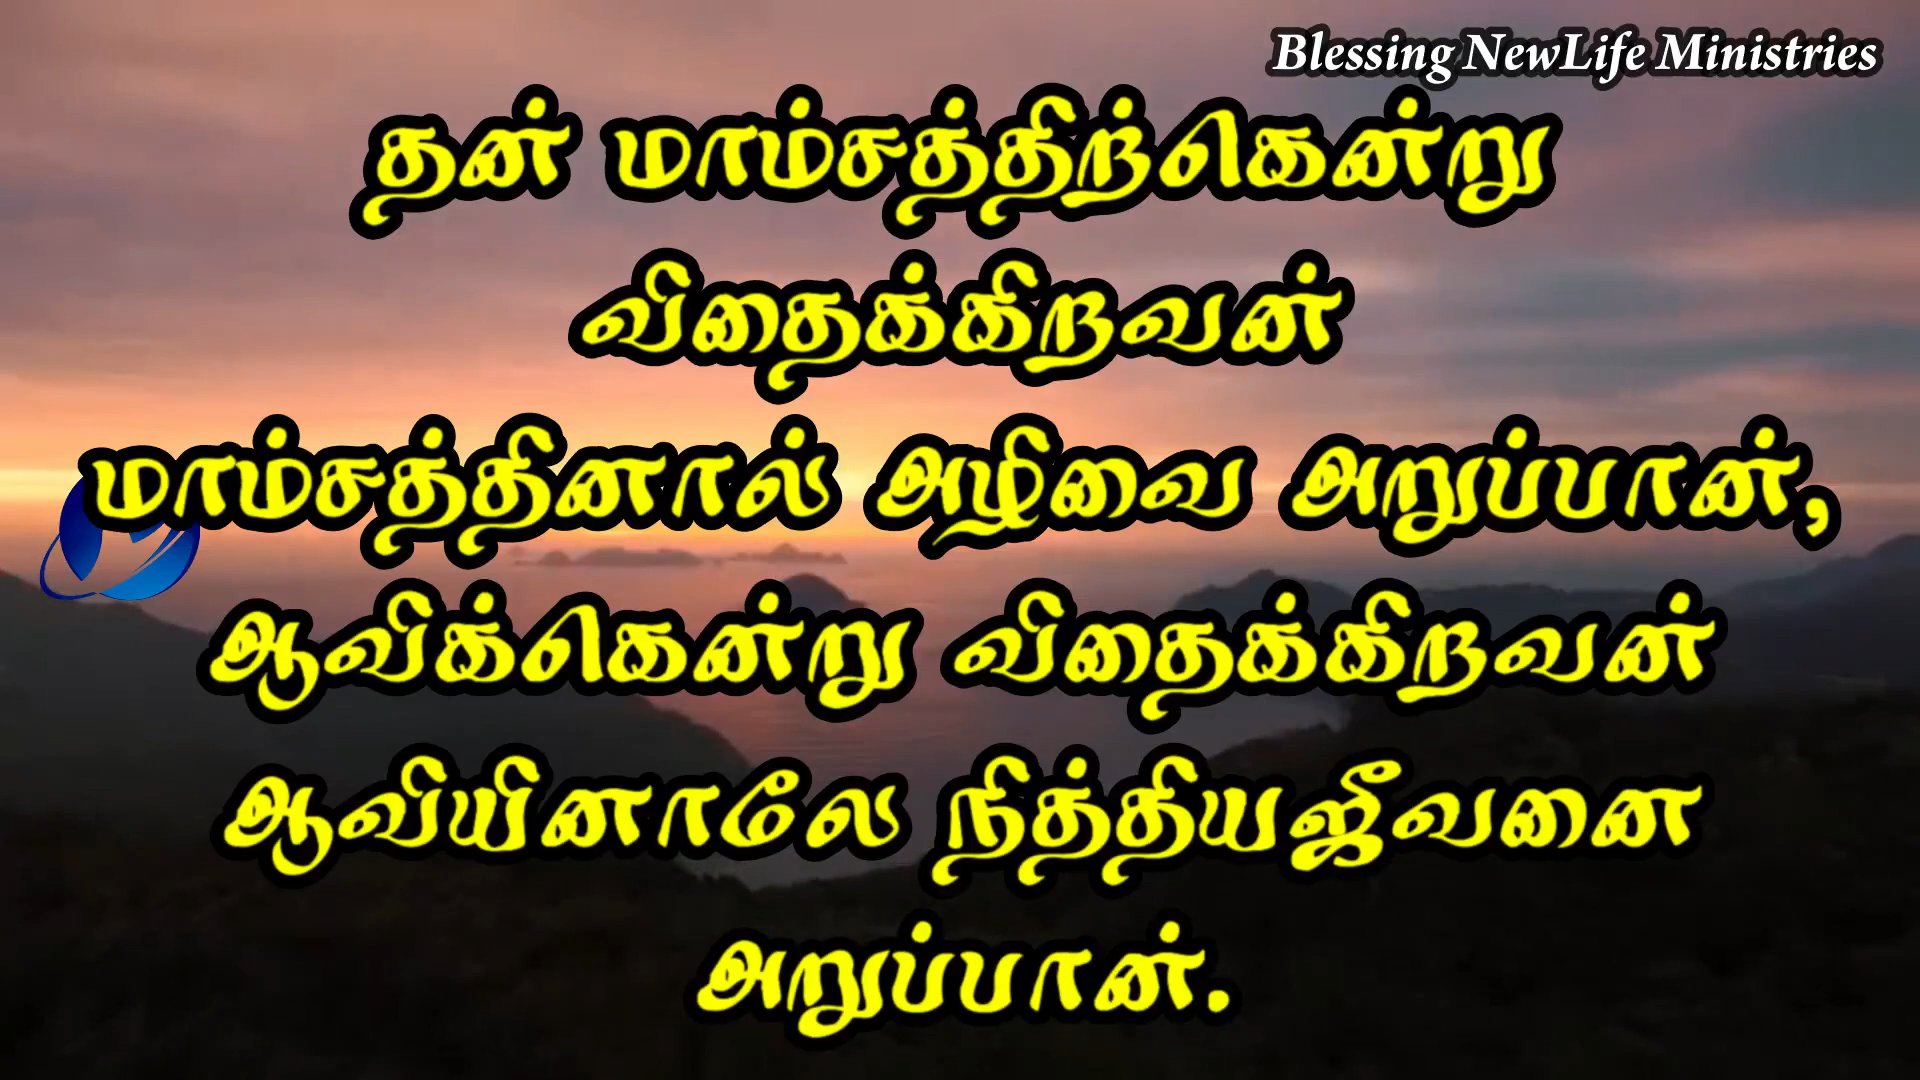 Blessing NewLife Ministries
தன் மாம்சத்திற்கென்று
விதைக்கிறவன்
மாம்சத்தினால் அழிவை அறுப்பான்,
ஆவிக்கென்று விதைக்கிறவன்
ஆவியினாலே நித்தியஜீவனை
அறுப்பான்.